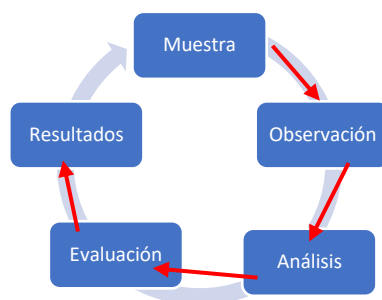 Muestra
Observación
Análisis
Evaluación
Resultados